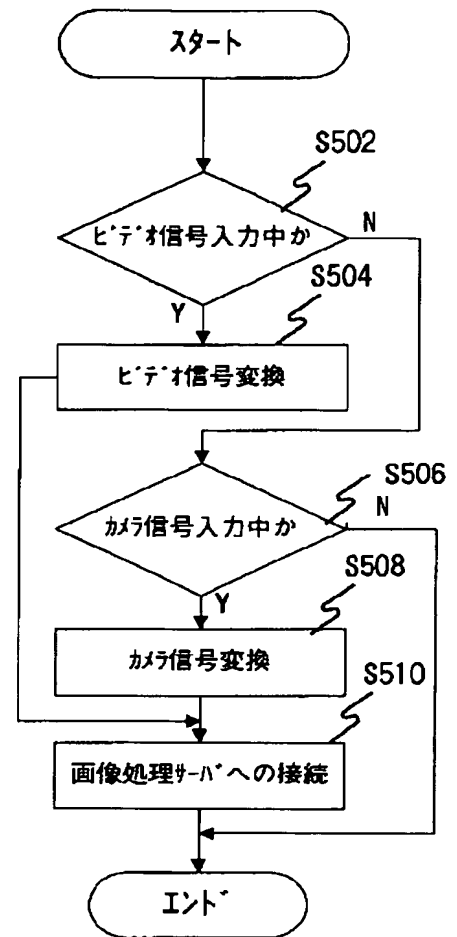 スタート
S502
ﾋﾞﾃﾞｵ信号入力中か
N
S504
Y
ﾋﾞﾃﾞｵ信号変換
S506
ｶﾒﾗ信号入力中か
N
S508
Y
ｶﾒﾗ信号変換
S510
画像処理ｻｰﾊﾞへの接続
エンﾄﾞ